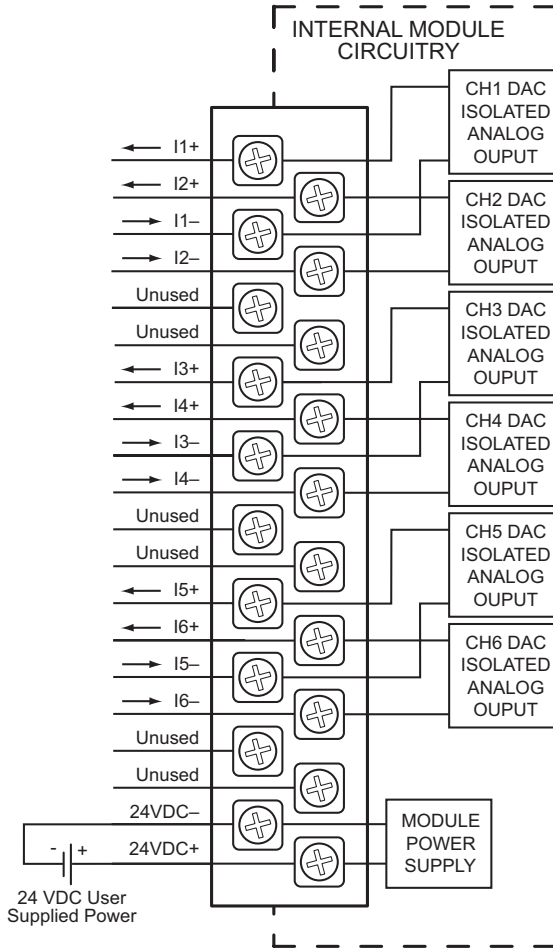 INTERNAL MODULE
CIRCUITRY
CH1 DAC
ISOLATED
ANALOG
OUPUT
I1+
I2+
CH2 DAC
ISOLATED
ANALOG
OUPUT
I1–
I2–
Unused
CH3 DAC
ISOLATED
ANALOG
OUPUT
Unused
I3+
I4+
CH4 DAC
ISOLATED
ANALOG
OUPUT
I3–
I4–
Unused
CH5 DAC
ISOLATED
ANALOG
OUPUT
Unused
I5+
I6+
CH6 DAC
ISOLATED
ANALOG
OUPUT
I5–
I6–
Unused
Unused
24VDC–
MODULE
POWER
SUPPLY
24VDC+
- +
24 VDC User
Supplied Power